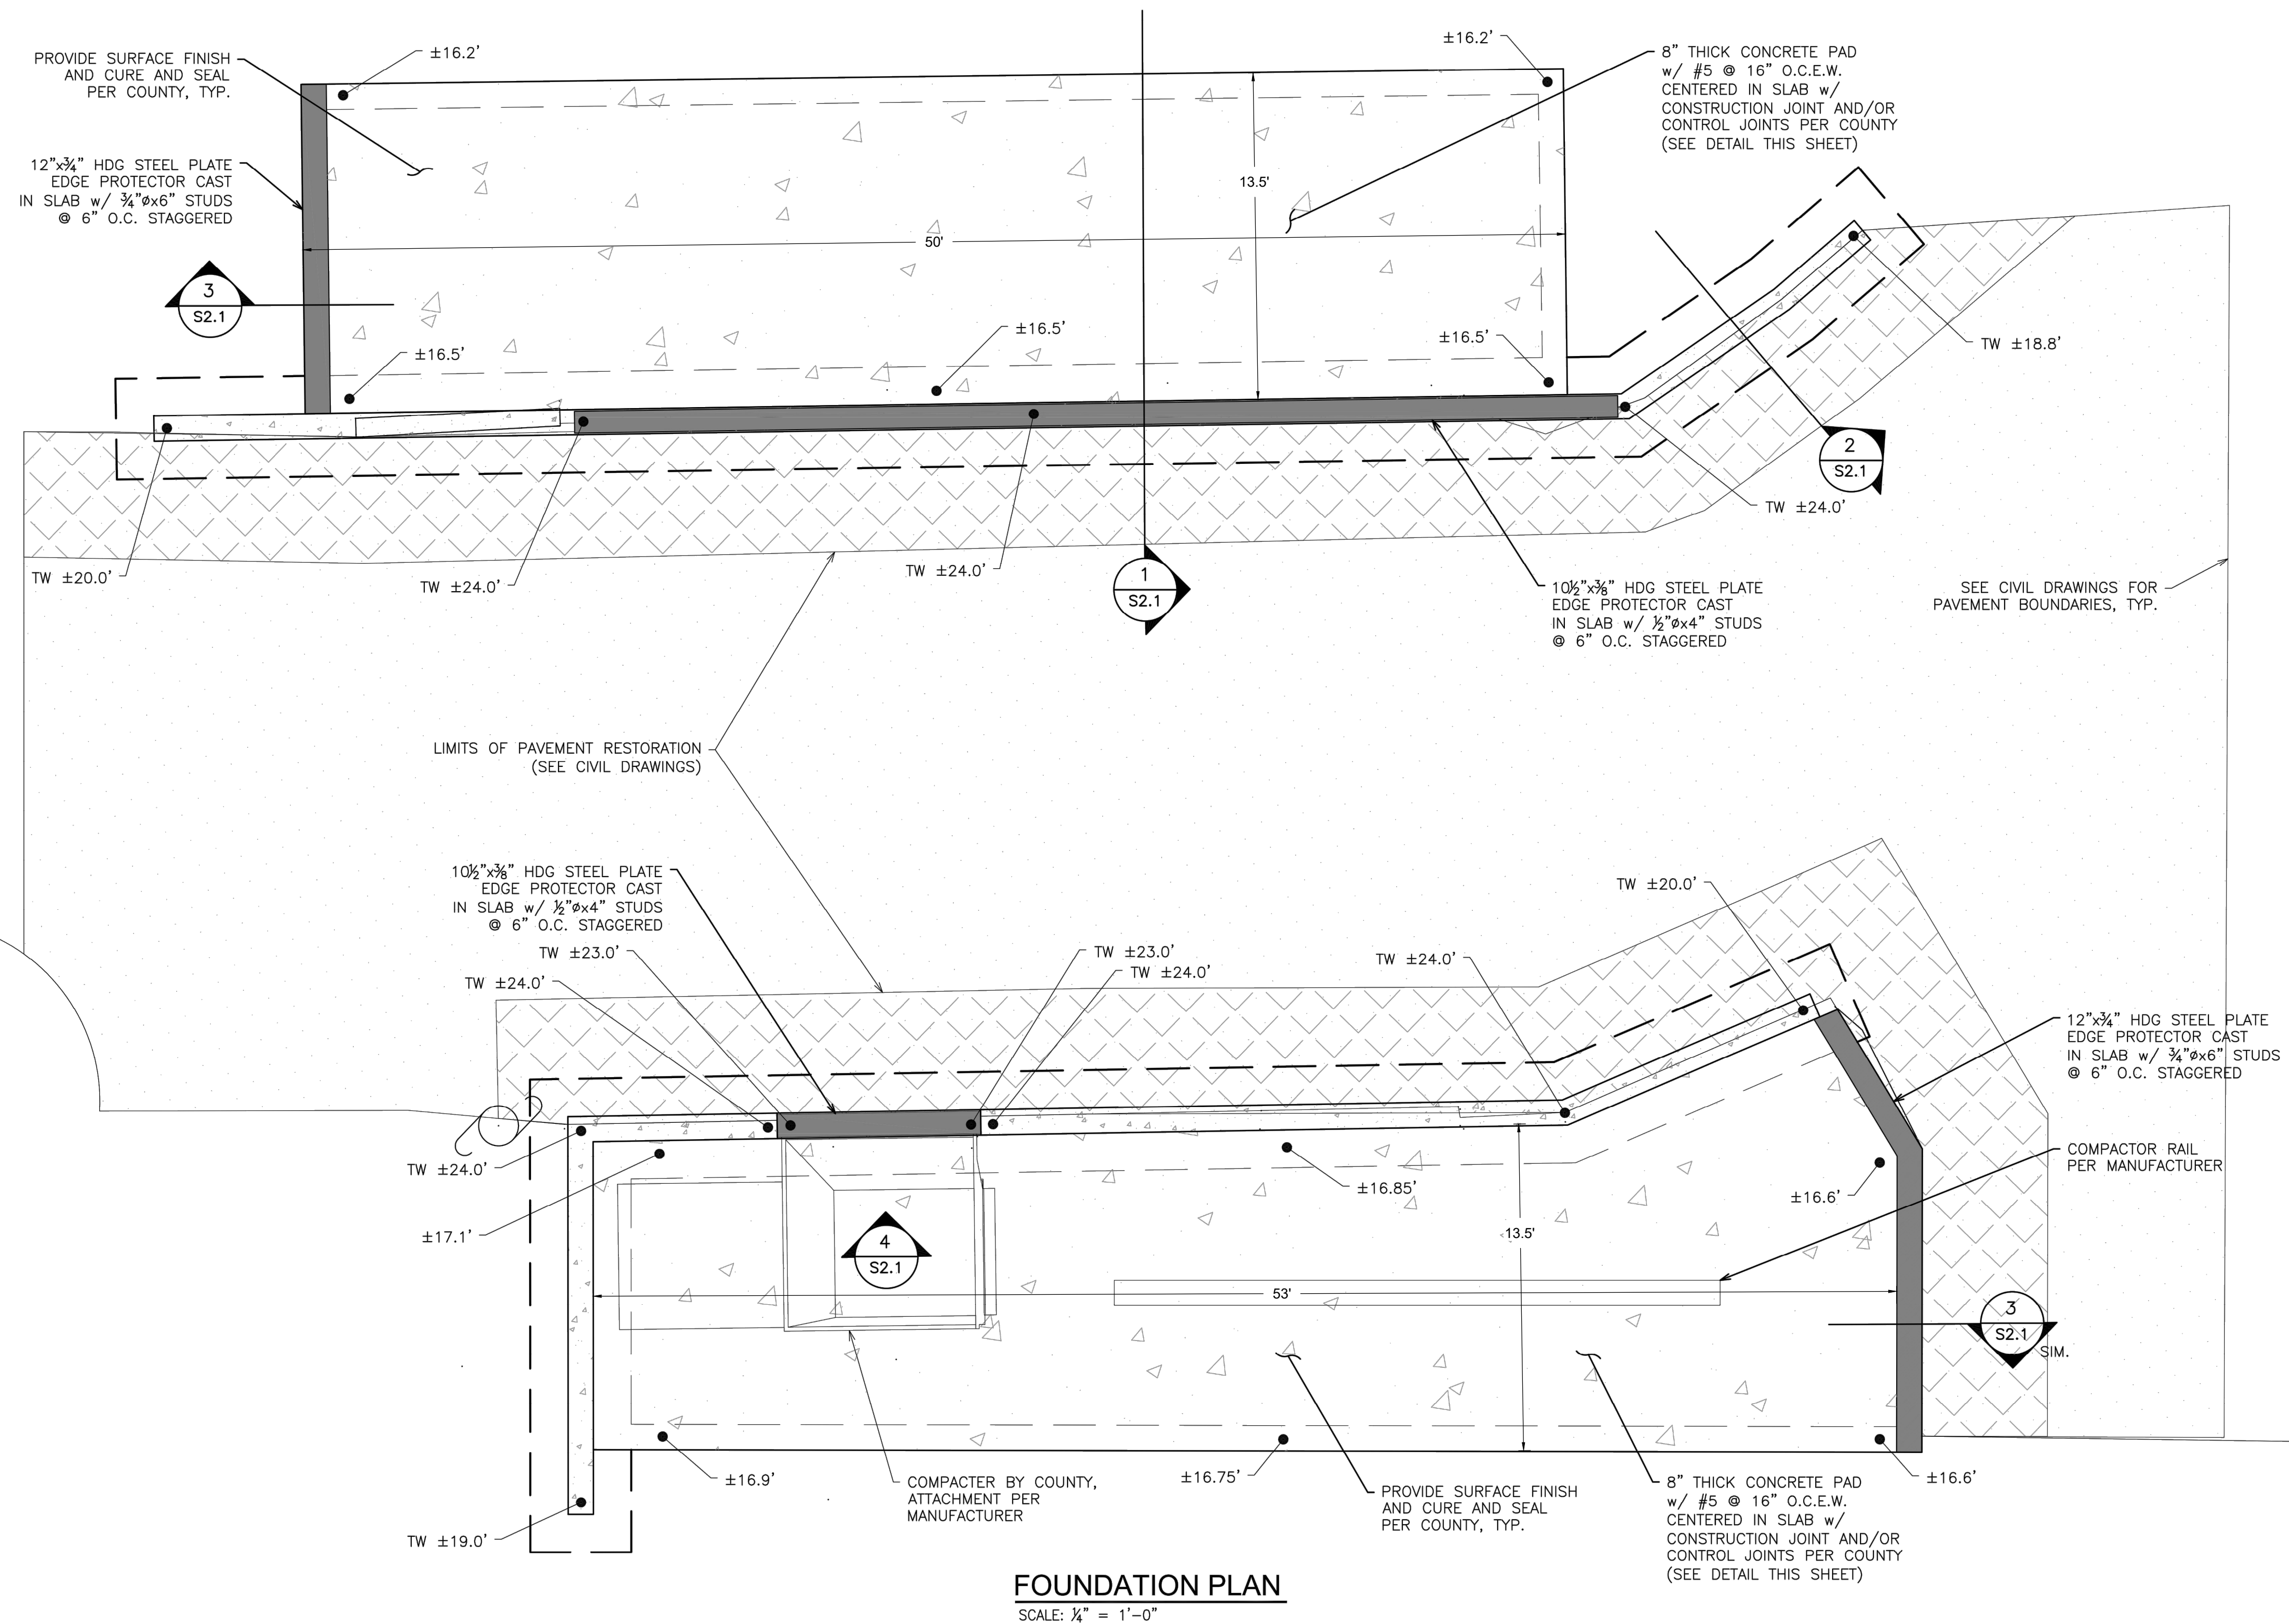 PROVIDE SURFACE FINISH
AND CURE AND SEAL
PER COUNTY, TYP.
±16.2'
±16.2'
8" THICK CONCRETE PAD
w/ #5 @ 16" O.C.E.W.
CENTERED IN SLAB w/
CONSTRUCTION JOINT AND/OR
CONTROL JOINTS PER COUNTY
(SEE DETAIL THIS SHEET)
12"x¾" HDG STEEL PLATE
EDGE PROTECTOR CAST
IN SLAB w/ ¾"øx6" STUDS
@ 6" O.C. STAGGERED
13.5'
50'
3
S2.1
±16.5'
±16.5'
±16.5'
TW ±18.8'
2
S2.1
TW ±24.0'
TW ±20.0'
TW ±24.0'
TW ±24.0'
1
S2.1
10½"x⅜" HDG STEEL PLATE
EDGE PROTECTOR CAST
IN SLAB w/ ½"øx4" STUDS
@ 6" O.C. STAGGERED
SEE CIVIL DRAWINGS FOR
PAVEMENT BOUNDARIES, TYP.
LIMITS OF PAVEMENT RESTORATION
(SEE CIVIL DRAWINGS)
10½"x⅜" HDG STEEL PLATE
EDGE PROTECTOR CAST
IN SLAB w/ ½"øx4" STUDS
@ 6" O.C. STAGGERED
TW ±23.0'
TW ±24.0'
TW ±23.0'
TW ±24.0'
TW ±24.0'
TW ±20.0'
12"x¾" HDG STEEL PLATE
EDGE PROTECTOR CAST
IN SLAB w/ ¾"øx6" STUDS
@ 6" O.C. STAGGERED
COMPACTOR RAIL
PER MANUFACTURER
TW ±24.0'
±17.1'
±16.85'
±16.6'
4
S2.1
13.5'
53'
3
S2.1
SIM.
±16.9'
COMPACTER BY COUNTY,
ATTACHMENT PER
MANUFACTURER
±16.75'
PROVIDE SURFACE FINISH
AND CURE AND SEAL
PER COUNTY, TYP.
8" THICK CONCRETE PAD
w/ #5 @ 16" O.C.E.W.
CENTERED IN SLAB w/
CONSTRUCTION JOINT AND/OR
CONTROL JOINTS PER COUNTY
(SEE DETAIL THIS SHEET)
±16.6'
TW ±19.0'
FOUNDATION PLAN
SCALE: ¼" = 1'-0"